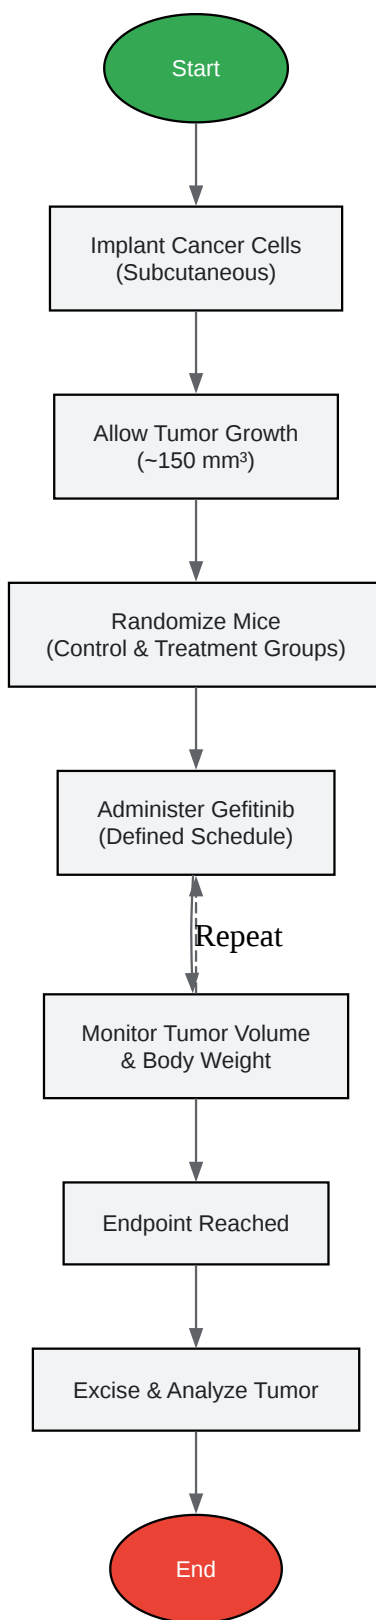 Start
Implant Cancer Cells
(Subcutaneous)
Allow Tumor Growth
(~150 mm³)
Randomize Mice
(Control & Treatment Groups)
Administer Gefitinib
(Defined Schedule)
Repeat
Monitor Tumor Volume
& Body Weight
Endpoint Reached
Excise & Analyze Tumor
End